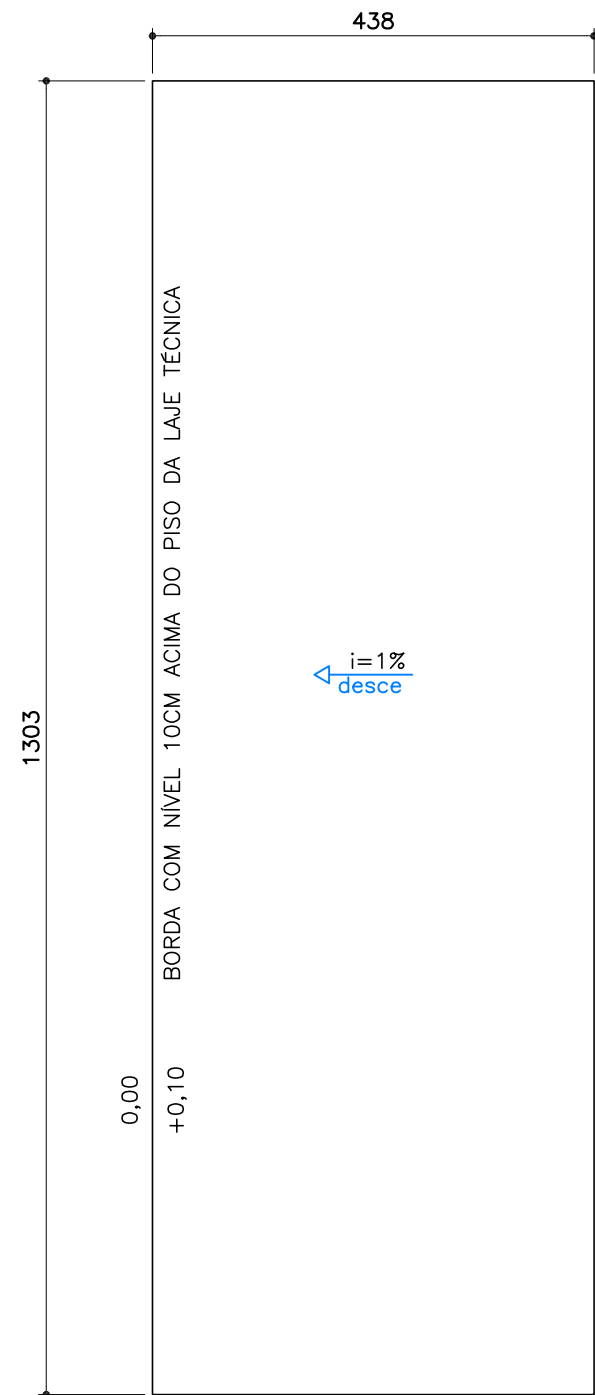 438
BORDA COM NÍVEL 10CM ACIMA DO PISO DA LAJE TÉCNICA
i=1%
desce
1303
0,00
+0,10